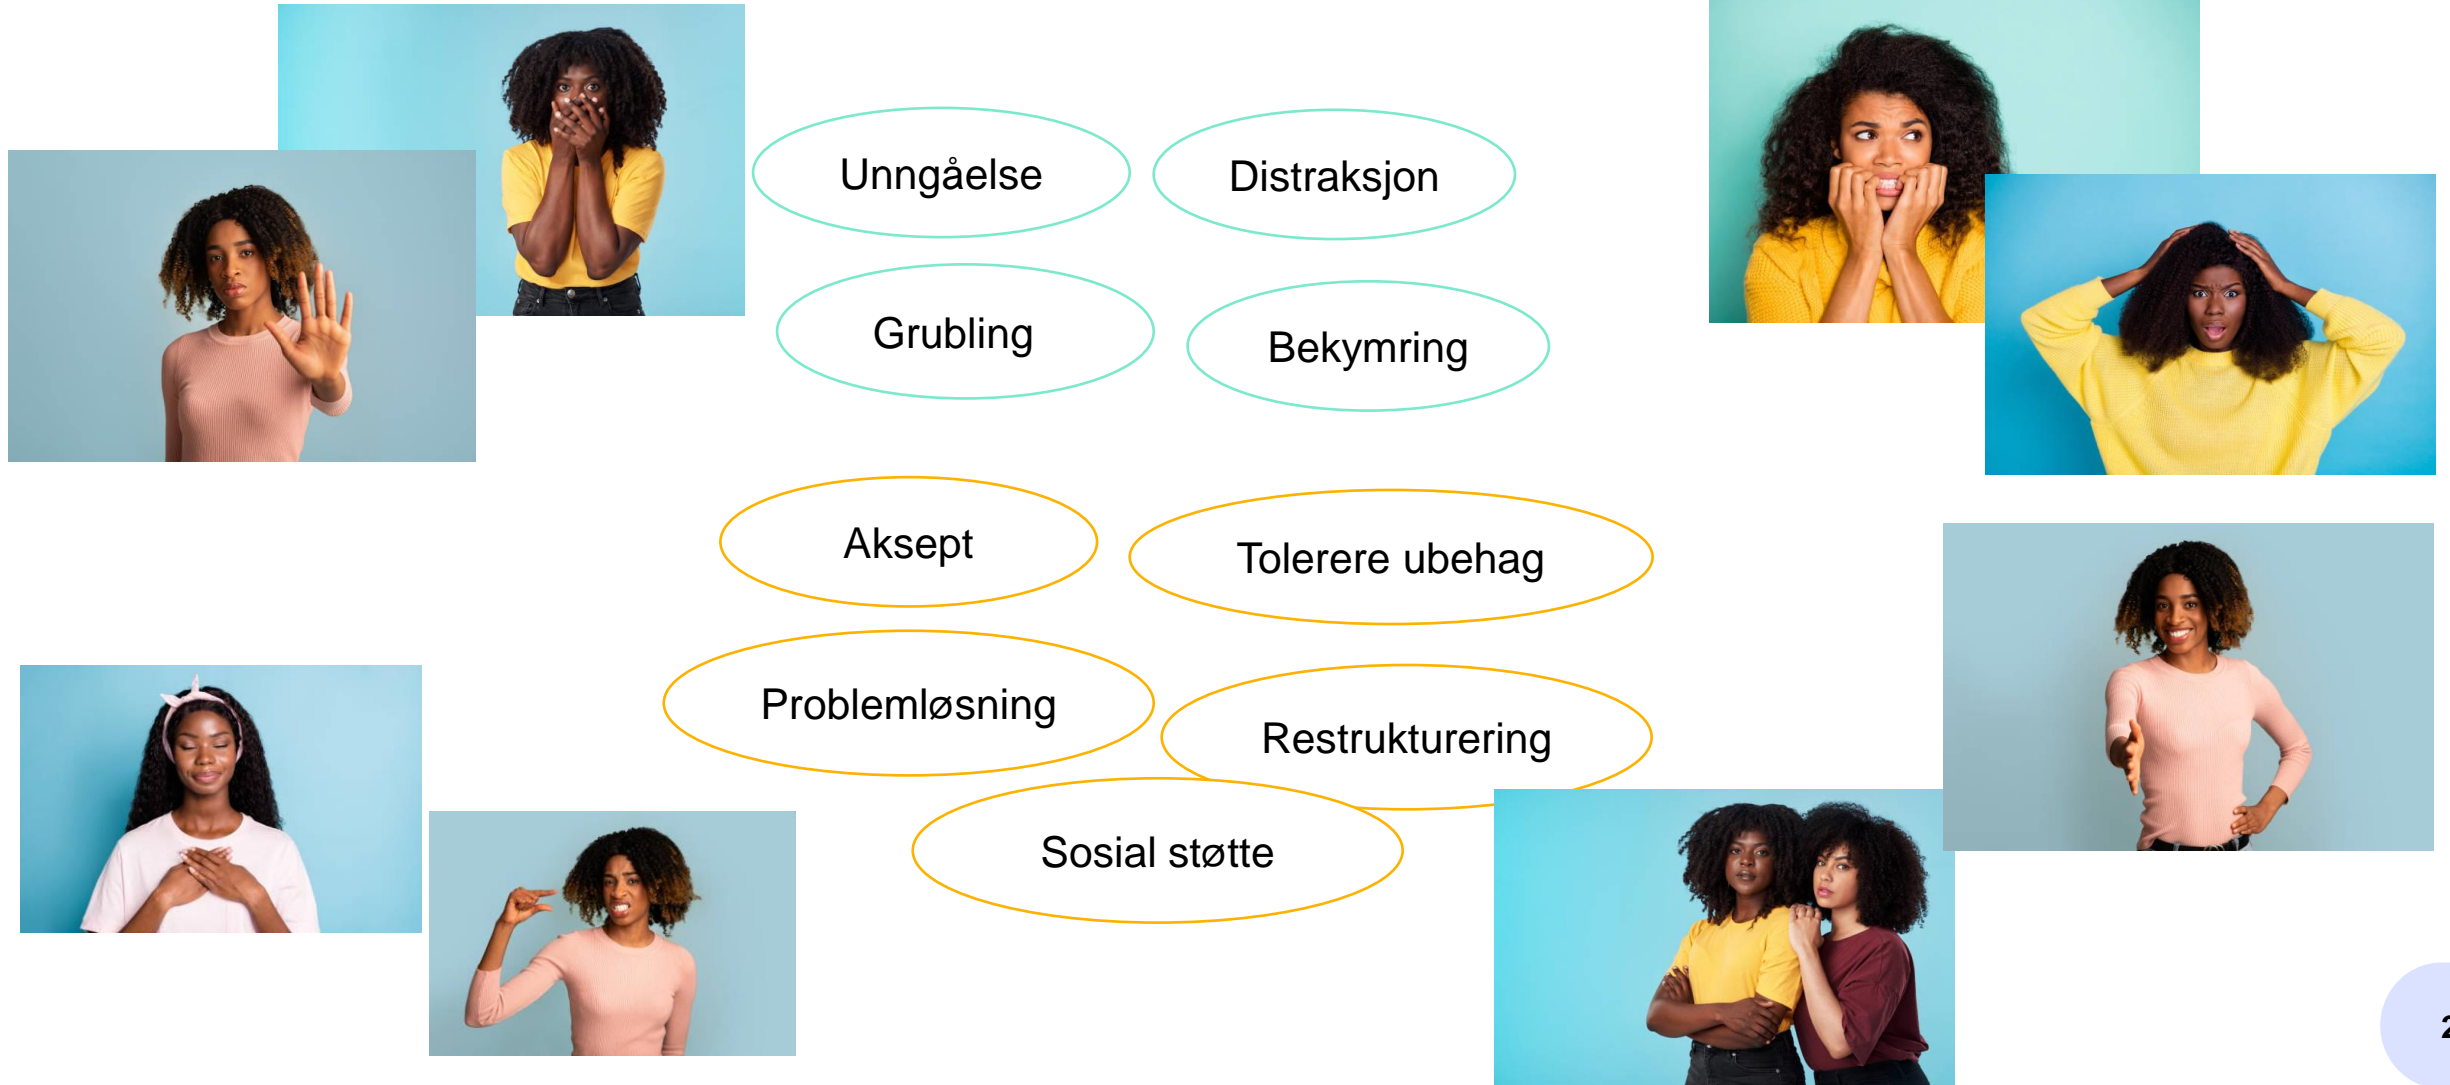 Unngåelse
Distraksjon
Grubling
Bekymring
Aksept
Tolerere ubehag
Problemløsning
Restrukturering
Sosial støtte